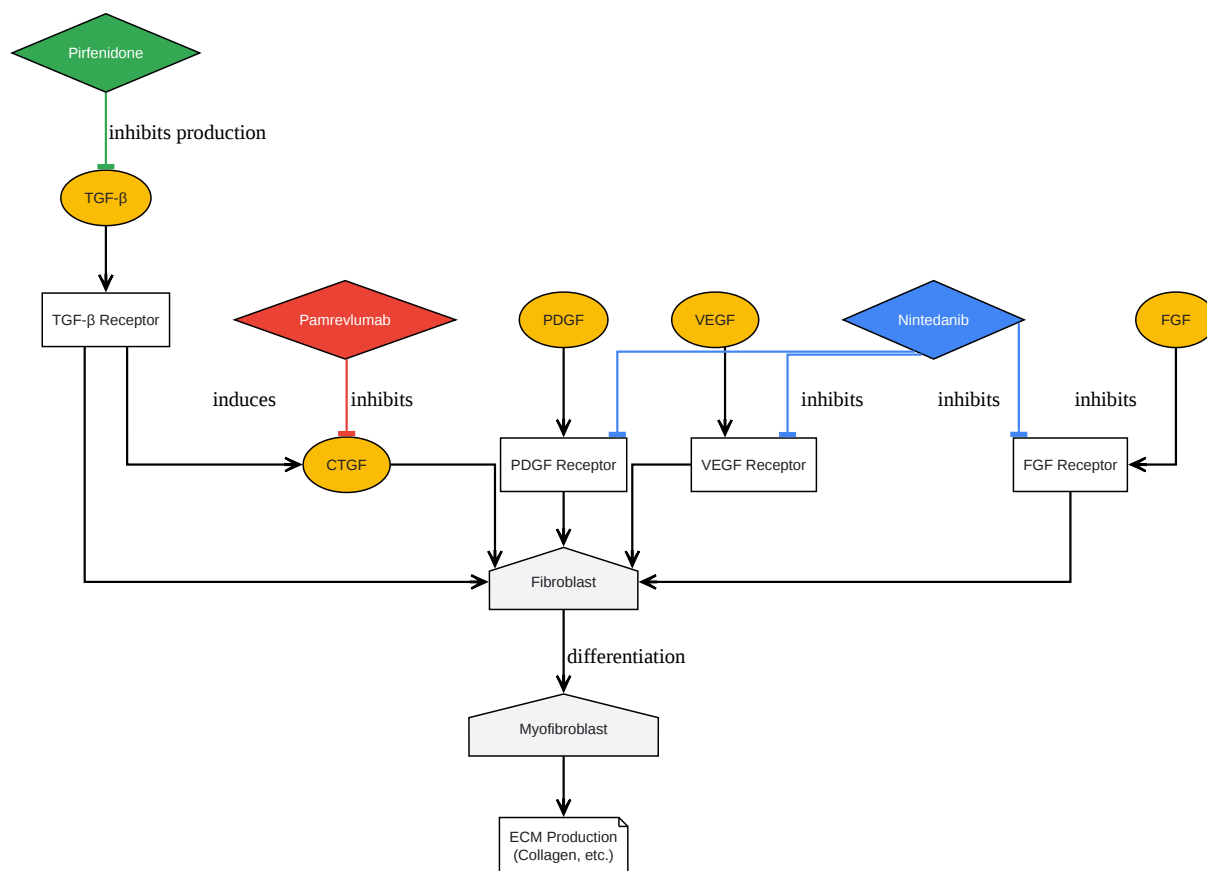 Pirfenidone
inhibits production
TGF-β
TGF-β Receptor
Pamrevlumab
PDGF
VEGF
Nintedanib
FGF
induces
inhibits
inhibits
inhibits
inhibits
CTGF
PDGF Receptor
VEGF Receptor
FGF Receptor
Fibroblast
differentiation
Myofibroblast
ECM Production
(Collagen, etc.)